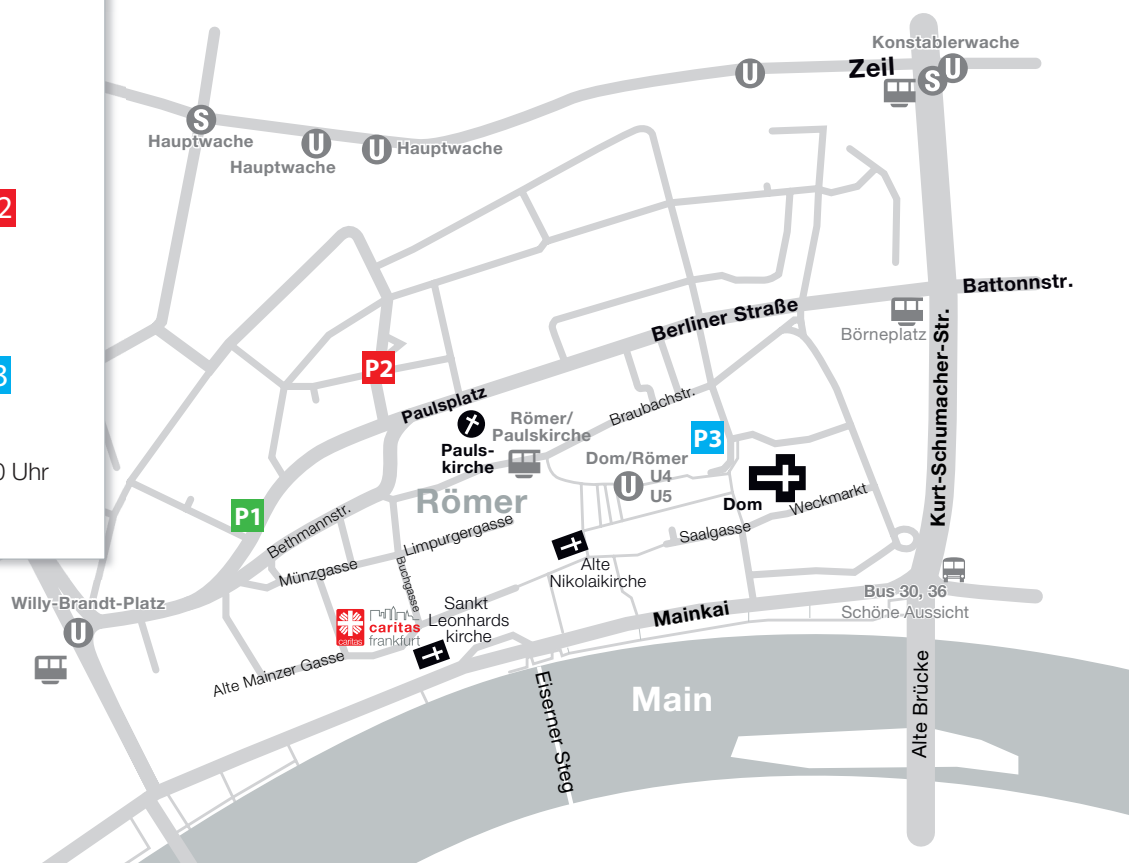 Konstablerwache
Zeil
U
S
U
S
Hauptwache
U
Hauptwache
U
Hauptwache
2
3
0 Uhr
Battonnstr.
Berliner Straße
Börneplatz
Kurt-Schumacher-Str.
P2
Paulsplatz
Braubachstr.
Römer/
Paulskirche
Pauls-
kirche
P3
Dom/Römer
U
U4
U5
Römer
Dom
Weckmarkt
Saalgasse
P1
Bethmannstr.
Limpurgergasse
Münzgasse
Buchgasse
Alte
Nikolaikirche
Willy-Brandt-Platz
U
caritas
caritas
frankfurt
Sankt
Leonhards
kirche
Alte Mainzer Gasse
Mainkai
Bus 30, 36
Schöne Aussicht
Main
Eiserner Steg
Alte Brücke